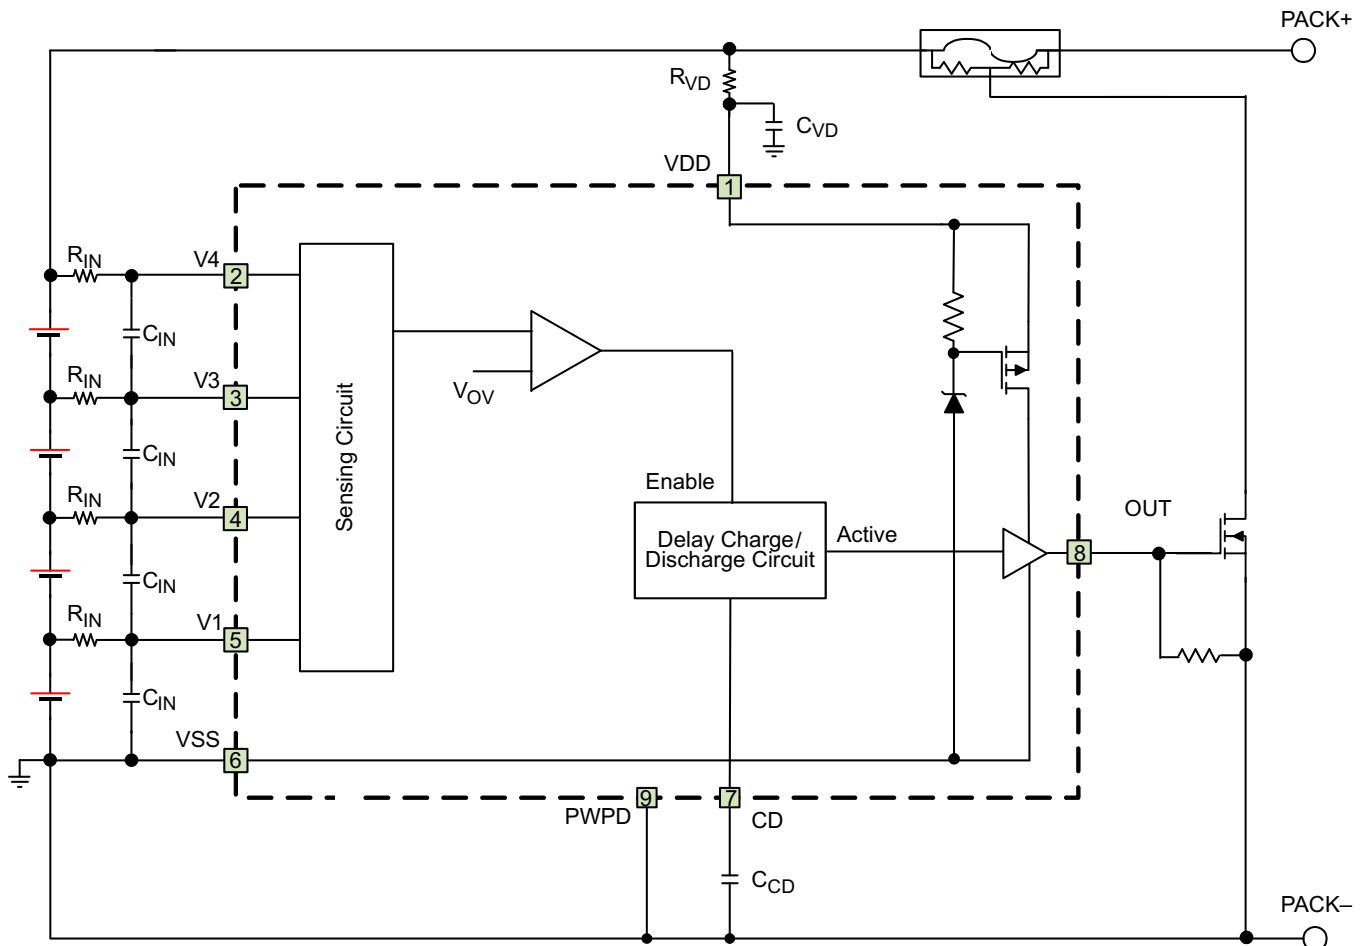 PACK+
RVD
CVD
VDD
1
RIN
V4
2
CIN
RIN
V3
3
VOV
CIN
Sensing Circuit
Enable
RIN
V2
4
OUT
Delay Charge/
Discharge Circuit
Active
8
CIN
RIN
V1
5
CIN
VSS
6
9
7
PWPD
CD
CCD
PACK–